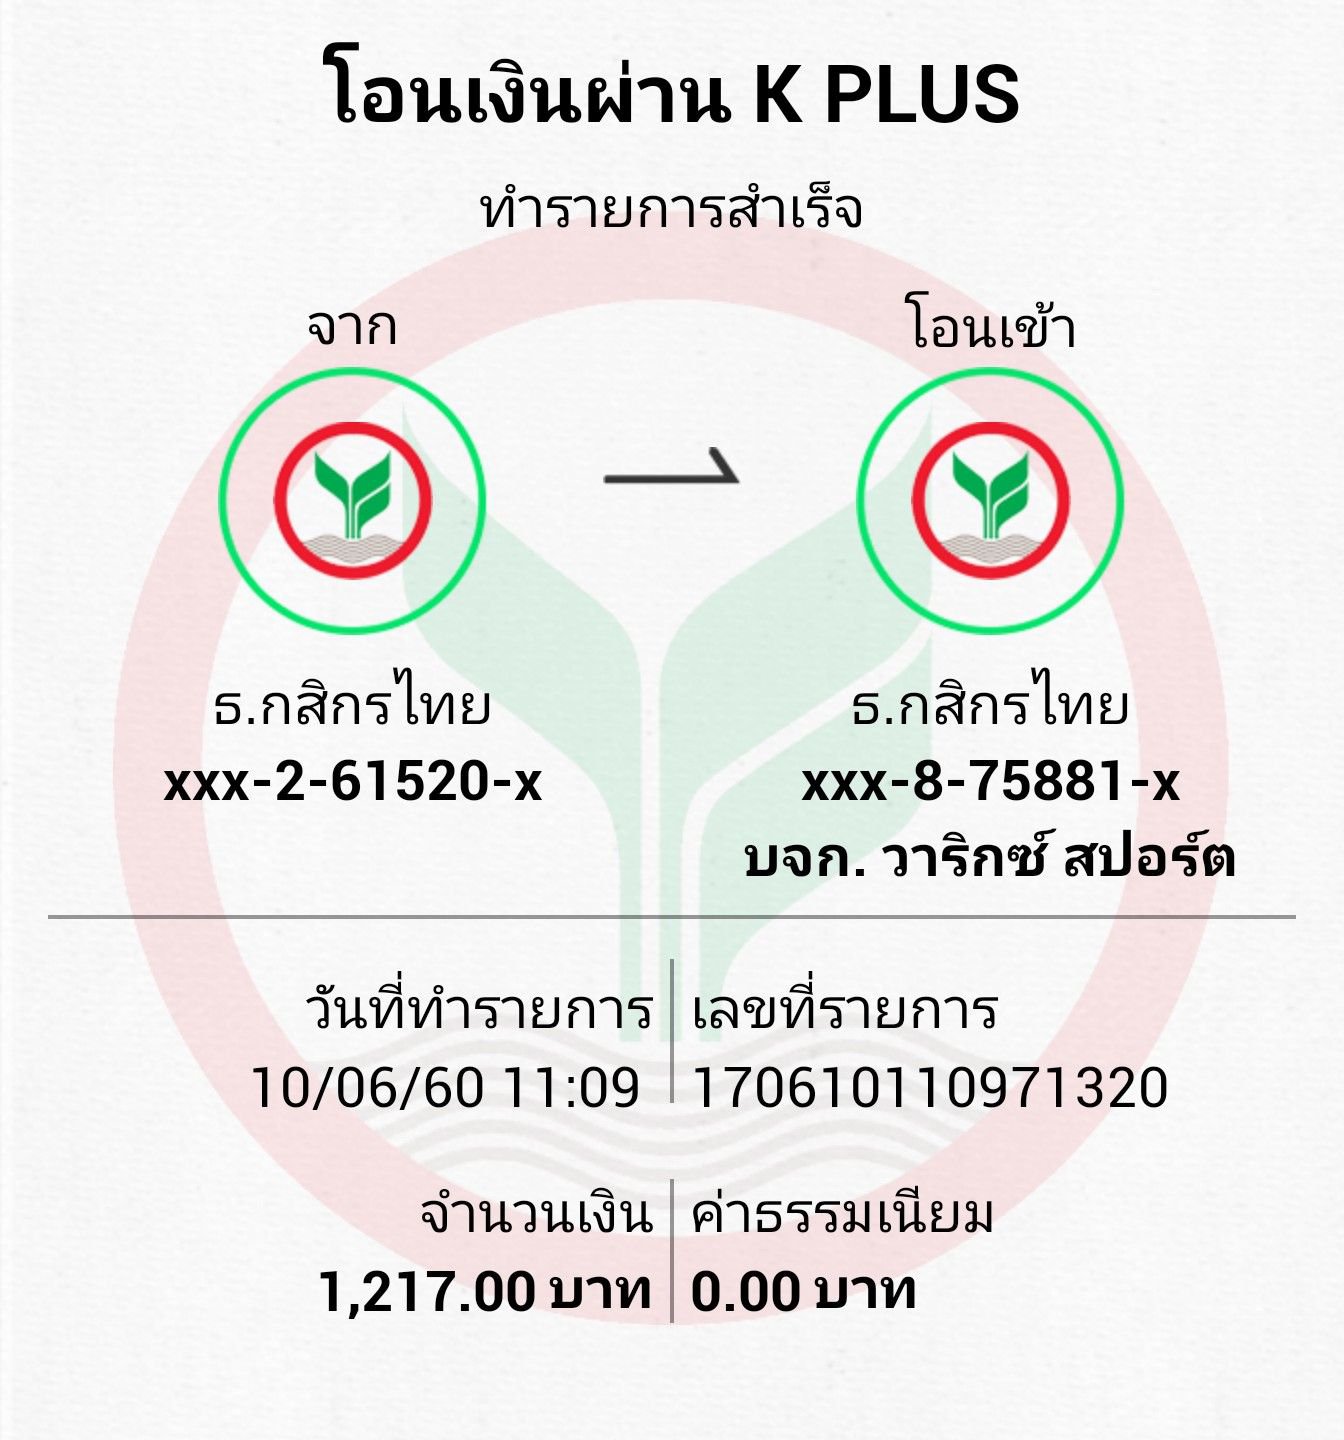 โอนเงินผ่าน K PLUS
ทำรายการสำเร็จ
จาก
โอนเข้า
ธ.กสิกรไทย
xxx-2-61520-x
ธ.กสิกรไทย
xxx-8-75881-x
บจก. วาริกซ์ สปอร์ต
วันที่ทำรายการ
10/06/60 11:09
เลขที่รายการ
170610110971320
จำนวนเงิน
1,217.00 บาท
ค่าธรรมเนียม
0.00 บาท